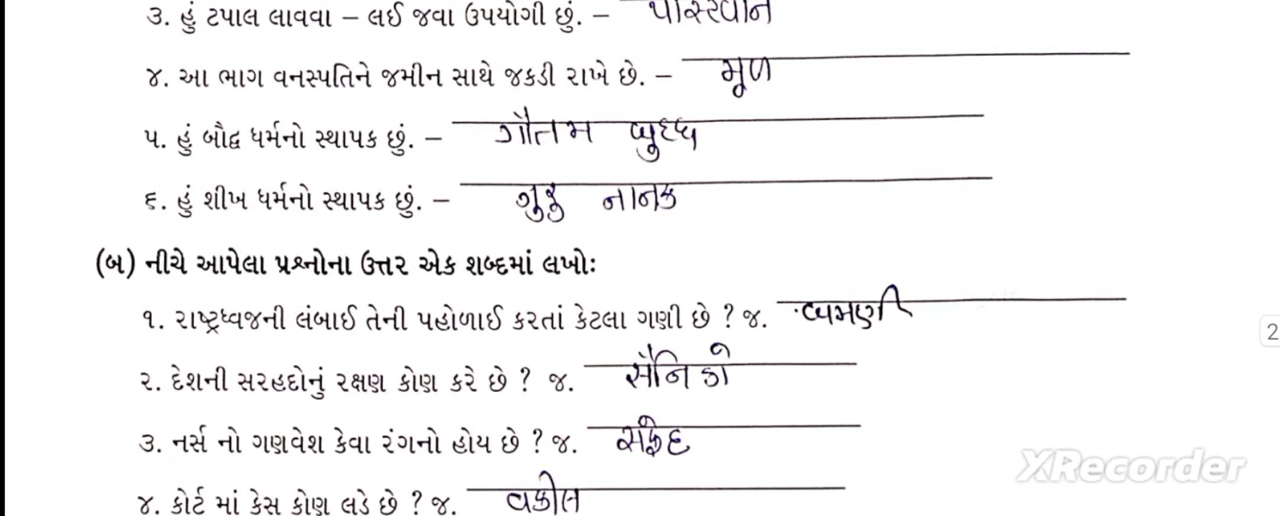 ૩. હું ટપાલ લાવવા – લઈ જવા ઉપયોગી છું. –
૪. આ ભાગ વનસ્પતિને જમીન સાથે જકડી રાખે છે. – મૂળ
૫. હું બૌદ્ધ ધર્મનો સ્થાપક છું. – ગૌતમ બુદ્ધ
૬. હું શીખ ધર્મનો સ્થાપક છું. – ગુરુ નાનક
(બ) નીચે આપેલા પ્રશ્નોના ઉત્તર એક શબ્દમાં લખોઃ
૧. રાષ્ટ્રધ્વજની લંબાઈ તેની પહોળાઈ કરતાં કેટલા ગણી છે ? જ. બમણી
૨. દેશની સરહદોનું રક્ષણ કોણ કરે છે ? જ. સૈનિકો
૩. નર્સ નો ગણવેશ કેવા રંગનો હોય છે ? જ. સફેદ
2
૪. કોર્ટ માં કેસ કોણ લડે છે ? જ. વકીલ
XRecorder